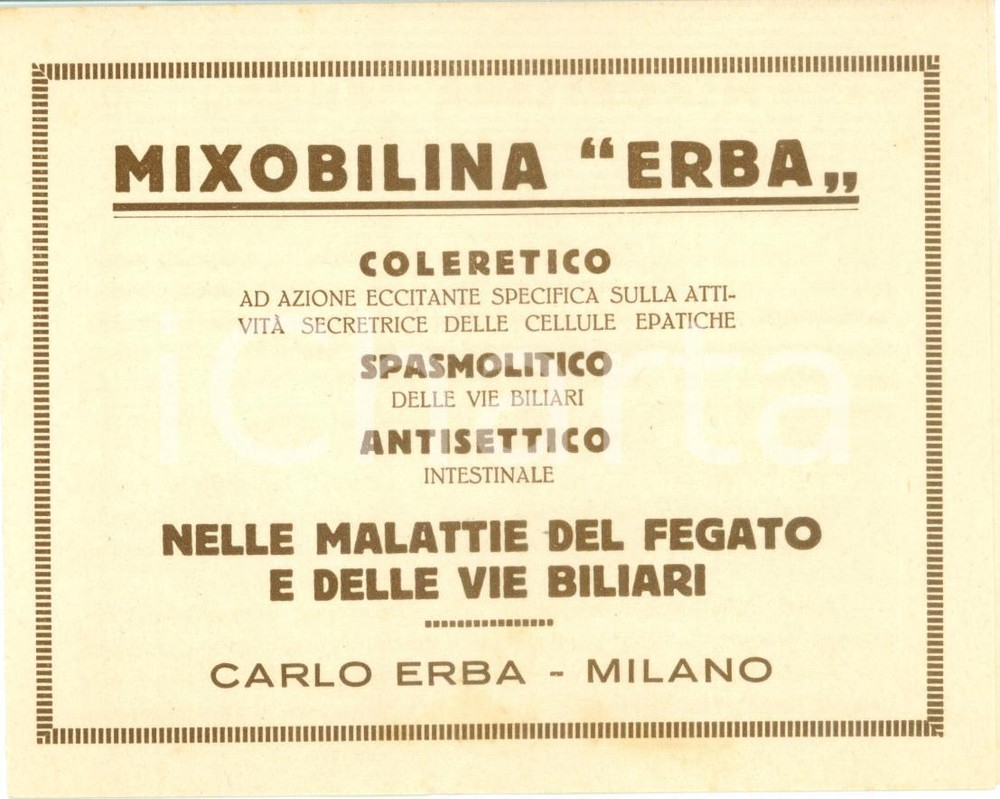 MIXOBILINA “ERBA„
COLERETICO
AD AZIONE ECCITANTE SPECIFICA SULLA ATTI-
VITÀ SECRETRICE DELLE CELLULE EPATICHE
SPASMOLITICO
DELLE VIE BILIARI
ANTISETTICO
INTESTINALE
NELLE MALATTIE DEL FEGATO
E DELLE VIE BILIARI
CARLO ERBA - MILANO
iCharta